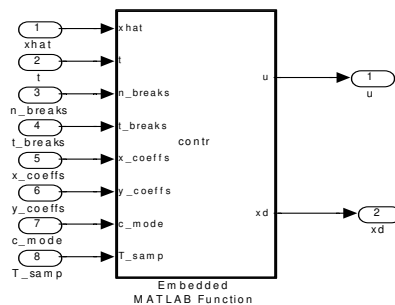 1
xhat
xhat
2
t
t
3
n_breaks
n_breaks
4
t_breaks
t_breaks
5
x_coeffs
x_coeffs
6
y_coeffs
y_coeffs
7
c_mode
c_mode
8
T_samp
T_samp
contr
u
1
u
xd
2
xd
Embedded
MATLAB Function